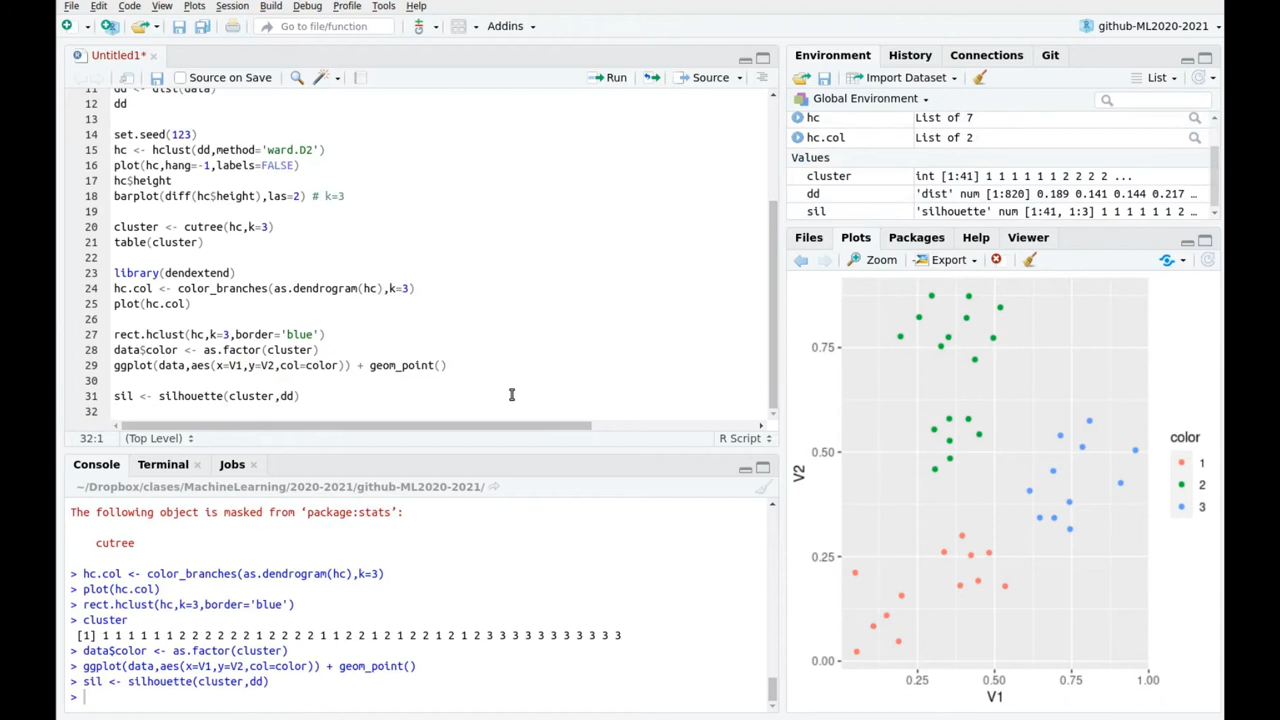 File Edit Code View Plots Session Build Debug Profile Tools Help
Go to file/function Addins github-ML2020-2021
Untitled1*
Source on Save Run Source
11 dd <- dist(data)
12 dd
13
14 set.seed(123)
15 hc <- hclust(dd,method='ward.D2')
16 plot(hc,hang=-1,labels=FALSE)
17 hc$height
18 barplot(diff(hc$height),las=2) # k=3
19
20 cluster <- cutree(hc,k=3)
21 table(cluster)
22
23 library(dendextend)
24 hc.col <- color_branches(as.dendrogram(hc),k=3)
25 plot(hc.col)
26
27 rect.hclust(hc,k=3,border='blue')
28 data$color <- as.factor(cluster)
29 ggplot(data,aes(x=V1,y=V2,col=color)) + geom_point()
30
31 sil <- silhouette(cluster,dd)
32
32:1 (Top Level) R Script
Console Terminal Jobs
~/Dropbox/clases/MachineLearning/2020-2021/github-ML2020-2021/
The following object is masked from ‘package:stats’:
cutree
> hc.col <- color_branches(as.dendrogram(hc),k=3)
> plot(hc.col)
> rect.hclust(hc,k=3,border='blue')
> cluster
[1] 1 1 1 1 1 1 2 2 2 2 2 2 1 2 2 2 2 1 1 2 2 1 2 1 2 2 1 2 1 2 3 3 3 3 3 3 3 3 3 3 3
> data$color <- as.factor(cluster)
> ggplot(data,aes(x=V1,y=V2,col=color)) + geom_point()
> sil <- silhouette(cluster,dd)
>
Environment History Connections Git
Import Dataset List
Global Environment
hc List of 7
hc.col List of 2
Values
cluster int [1:41] 1 1 1 1 1 1 2 2 2 2 ...
dd 'dist' num [1:820] 0.189 0.141 0.144 0.217 ...
sil 'silhouette' num [1:41, 1:3] 1 1 1 1 1 1 2 ...
Files Plots Packages Help Viewer
Zoom Export
0.75
0.50
0.25
0.00
V2
0.25 0.50 0.75 1.00
V1
color
1
2
3